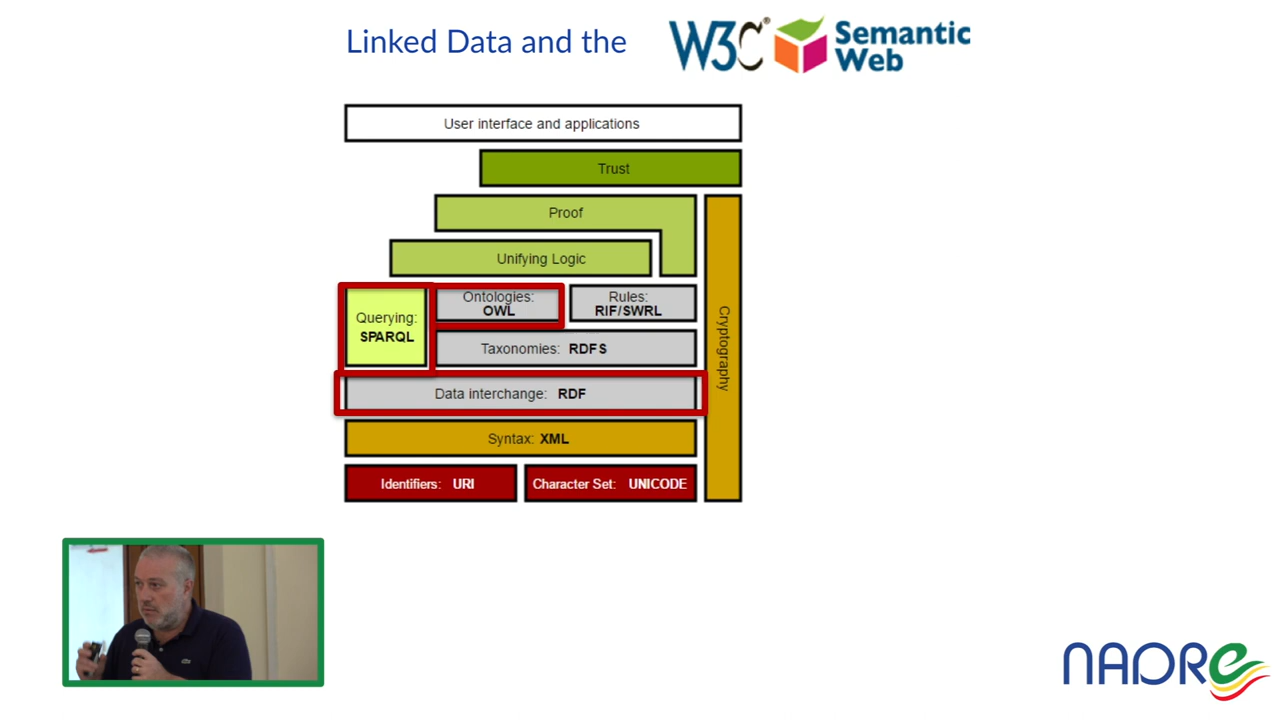 Linked Data and the
W3C® Semantic
Web
User interface and applications
Trust
Proof
Unifying Logic
Ontologies:
OWL
Rules:
RIF/SWRL
Querying:
SPARQL
Taxonomies: RDFS
Cryptography
Data interchange: RDF
Syntax: XML
Identifiers: URI
Character Set: UNICODE
NADRe